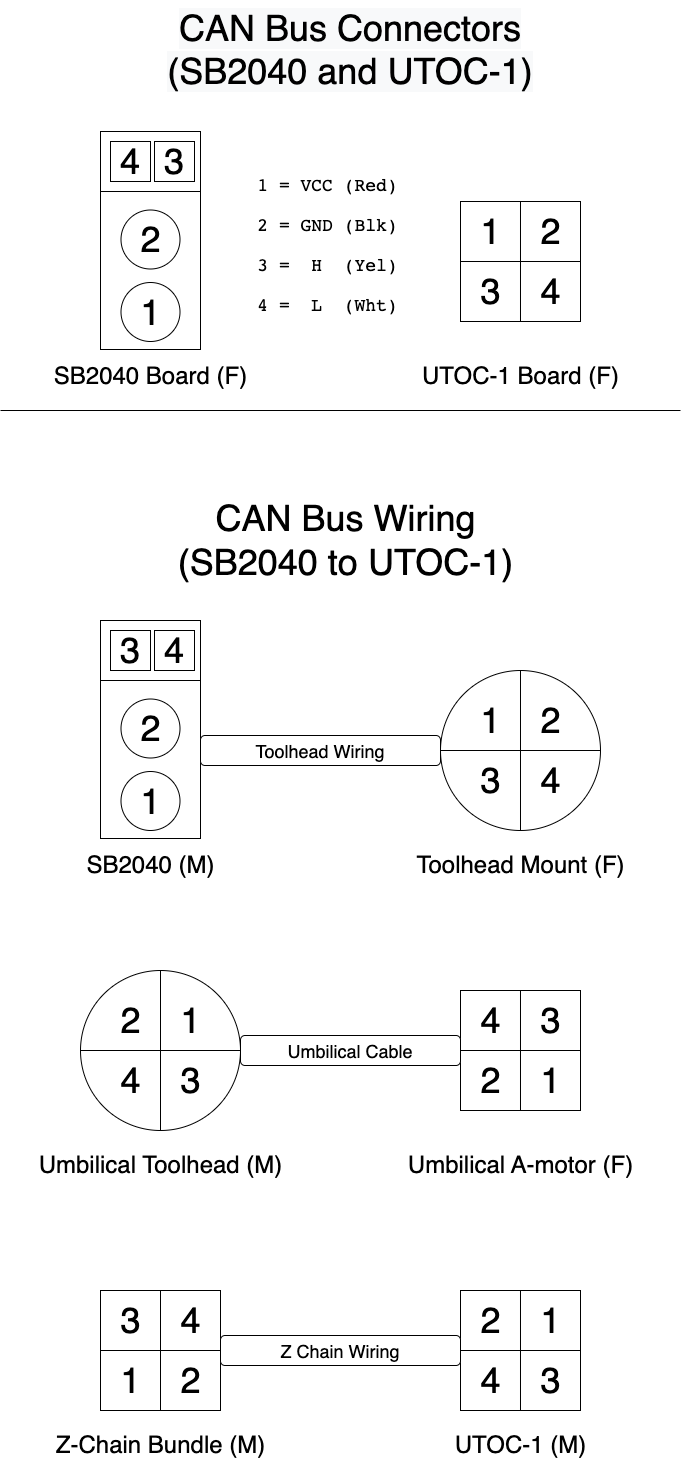 CAN Bus Connectors
(SB2040 and UTOC-1)
4 3
2
1
1 = VCC (Red)
2 = GND (Blk)
3 = H (Yel)
4 = L (Wht)
1 2
3 4
SB2040 Board (F)
UTOC-1 Board (F)
CAN Bus Wiring
(SB2040 to UTOC-1)
3 4
2
1
Toolhead Wiring
1 2
3 4
SB2040 (M)
Toolhead Mount (F)
2 1
4 3
Umbilical Cable
4 3
2 1
Umbilical Toolhead (M)
Umbilical A-motor (F)
3 4
1 2
Z Chain Wiring
2 1
4 3
Z-Chain Bundle (M)
UTOC-1 (M)